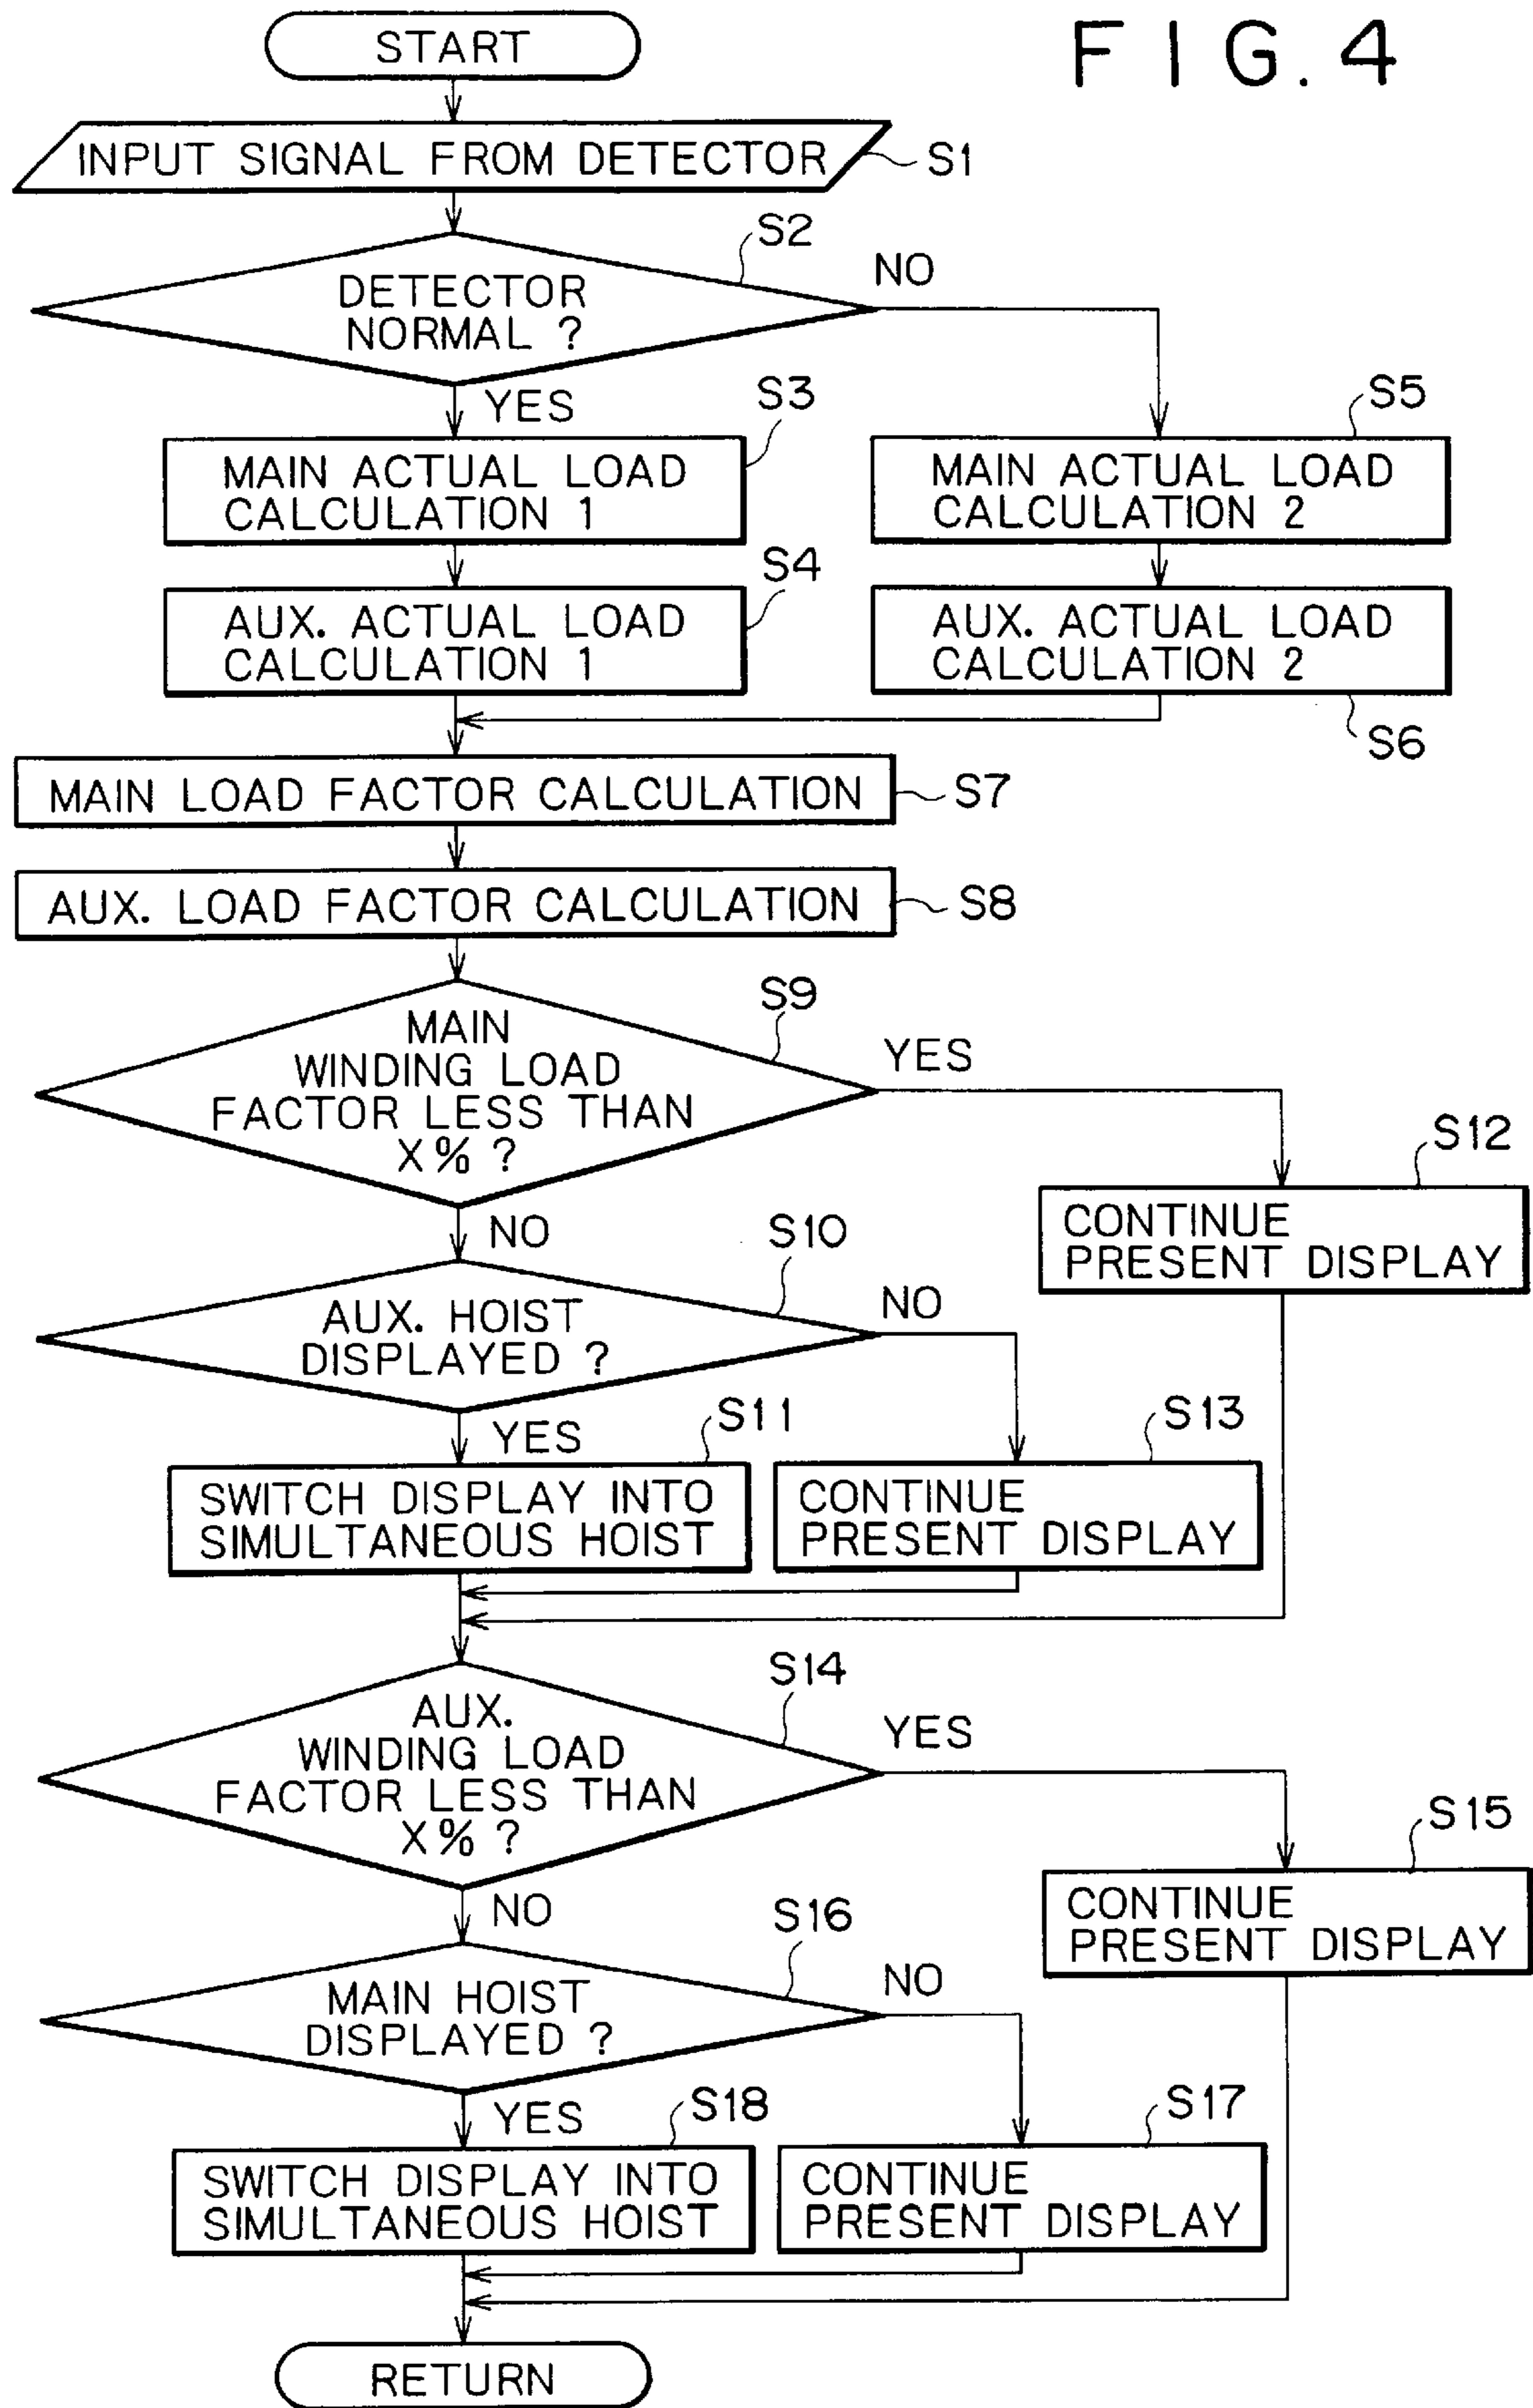 FIG. 4
START
INPUT SIGNAL FROM DETECTOR
S1
S2
DETECTOR
NORMAL ?
NO
YES
S3
MAIN ACTUAL LOAD
CALCULATION 1
S5
MAIN ACTUAL LOAD
CALCULATION 2
S4
AUX. ACTUAL LOAD
CALCULATION 1
AUX. ACTUAL LOAD
CALCULATION 2
S6
MAIN LOAD FACTOR CALCULATION
S7
AUX. LOAD FACTOR CALCULATION
S8
S9
MAIN
WINDING LOAD
FACTOR LESS THAN
X% ?
YES
NO
S12
CONTINUE
PRESENT DISPLAY
S10
AUX. HOIST
DISPLAYED ?
NO
YES
S11
SWITCH DISPLAY INTO
SIMULTANEOUS HOIST
S13
CONTINUE
PRESENT DISPLAY
S14
AUX.
WINDING LOAD
FACTOR LESS THAN
X% ?
YES
NO
S15
CONTINUE
PRESENT DISPLAY
S16
MAIN HOIST
DISPLAYED ?
NO
YES
S18
SWITCH DISPLAY INTO
SIMULTANEOUS HOIST
S17
CONTINUE
PRESENT DISPLAY
RETURN